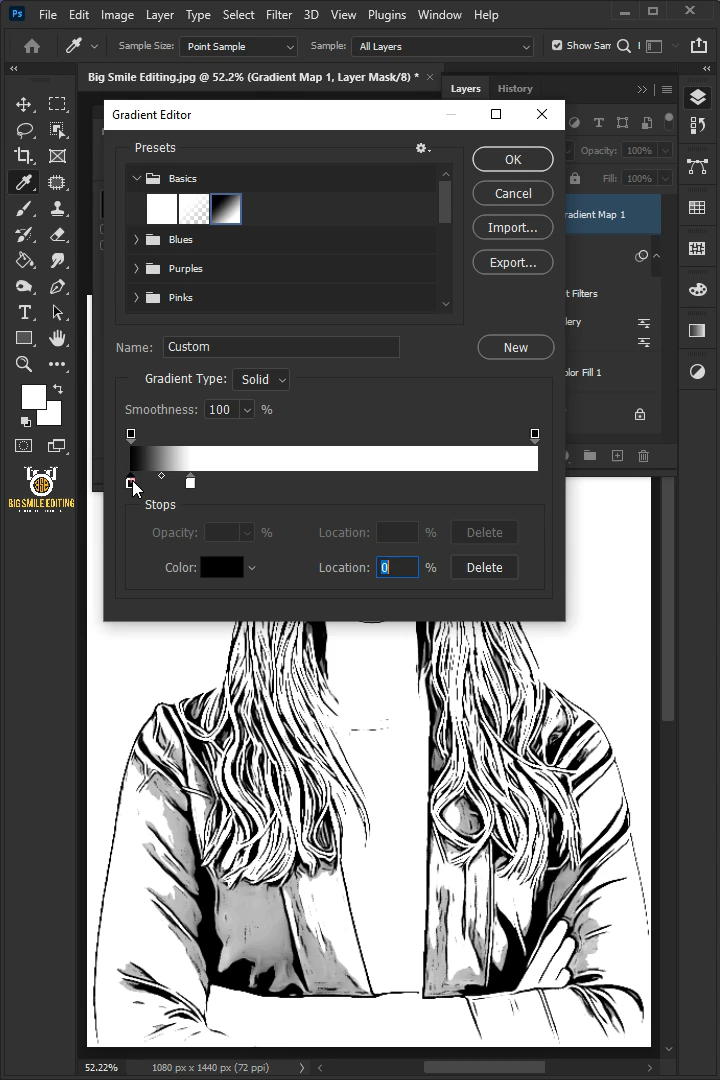 Ps File Edit Image Layer Type Select Filter 3D View Plugins Window Help
Sample Size: Point Sample Sample: All Layers Show Sam
Big Smile Editing.jpg @ 52.2% (Gradient Map 1, Layer Mask/8) *
Layers History
Gradient Editor
Presets
Basics
Blues
Purples
Pinks
OK
Cancel
Import...
Export...
Opacity: 100%
Fill: 100%
radient Map 1
t Filters
lery
olor Fill 1
Name: Custom New
Gradient Type: Solid
Smoothness: 100 %
BIG SMILE EDITING
Stops
Opacity: % Location: % Delete
Color: Location: 0 % Delete
52.22% 1080 px x 1440 px (72 ppi)